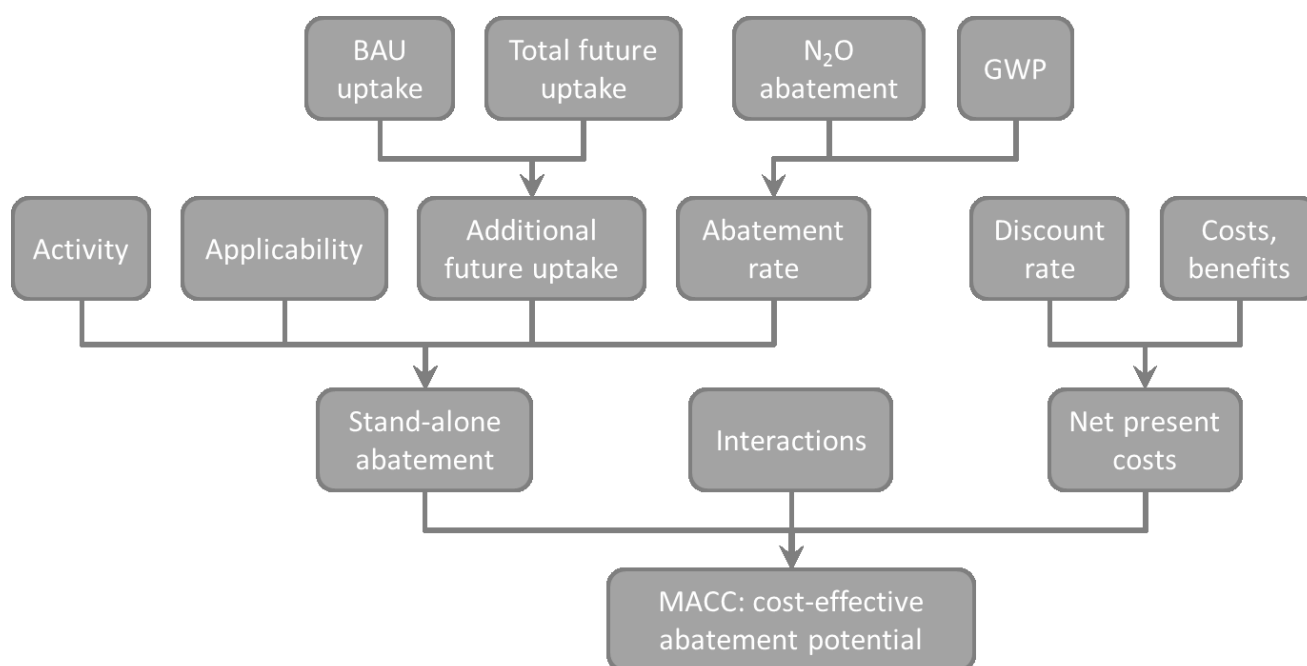 BAU
uptake
Total future
uptake
N₂O
abatement
GWP
Activity
Applicability
Additional
future uptake
Abatement
rate
Discount
rate
Costs,
benefits
Stand-alone
abatement
Interactions
Net present
costs
MACC: cost-effective
abatement potential